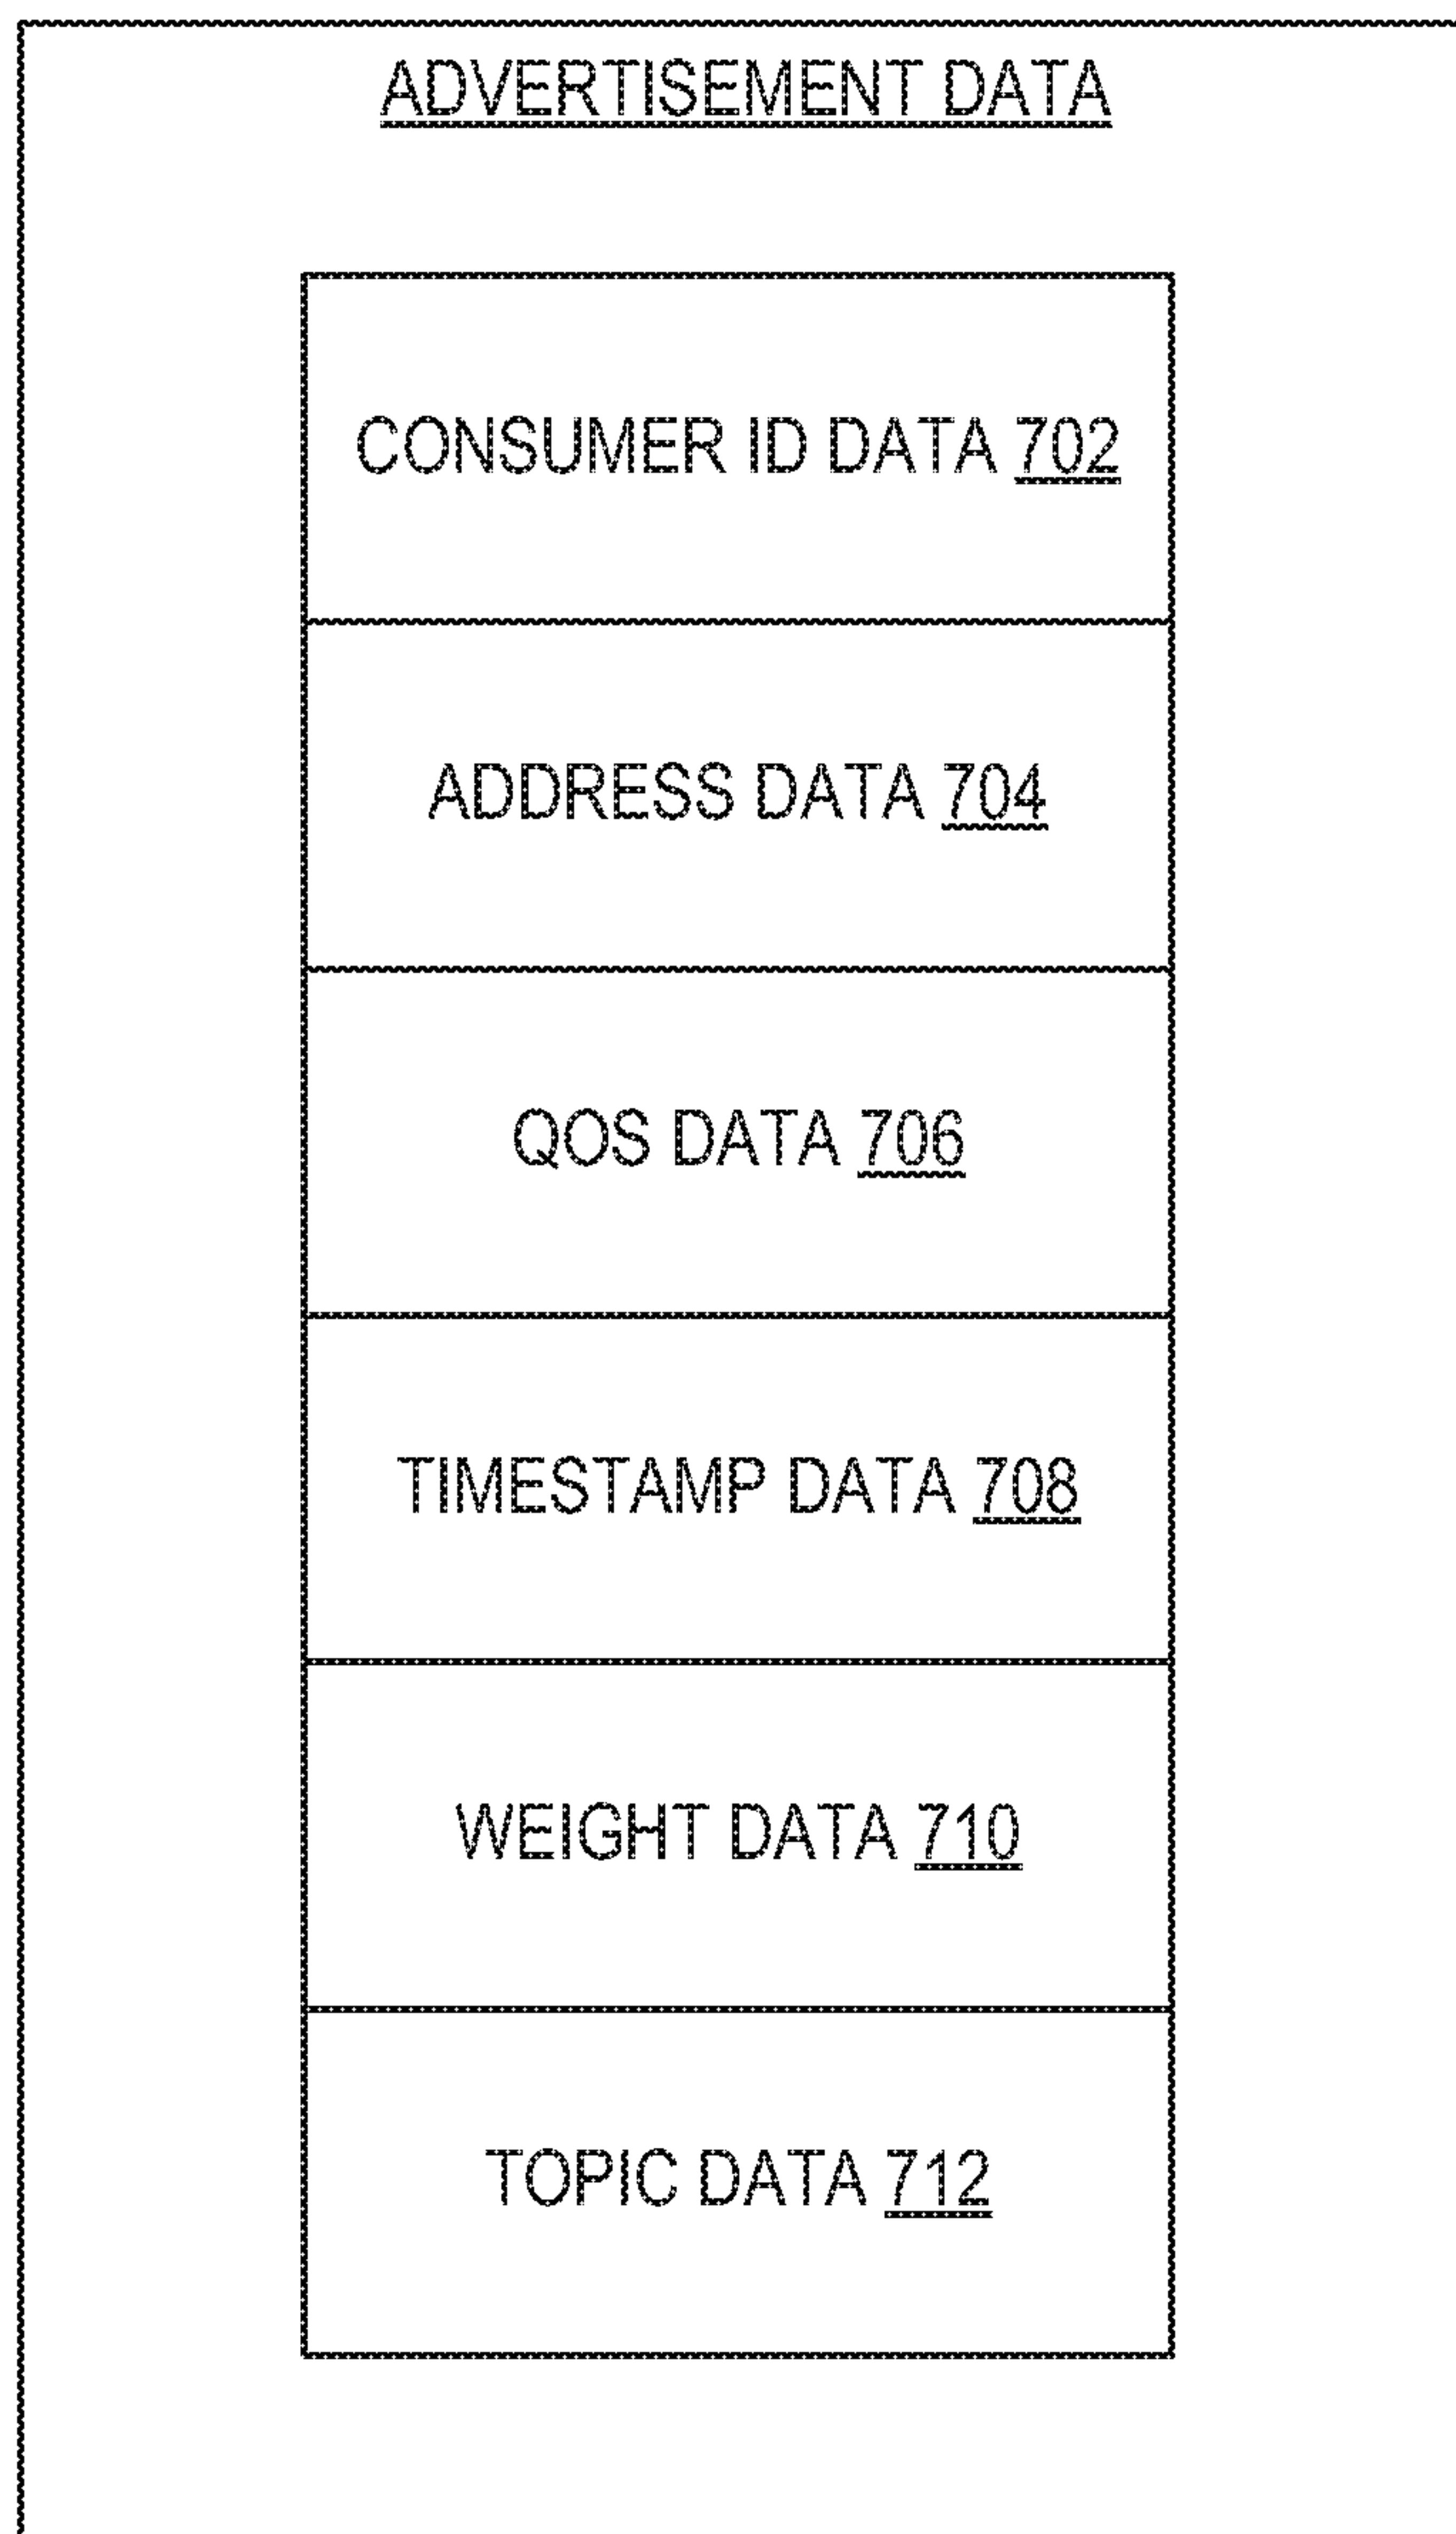 ADVERTISEMENT DATA
CONSUMER ID DATA 702
ADDRESS DATA 704
QOS DATA 706
TIMESTAMP DATA 708
WEIGHT DATA 710
TOPIC DATA 712